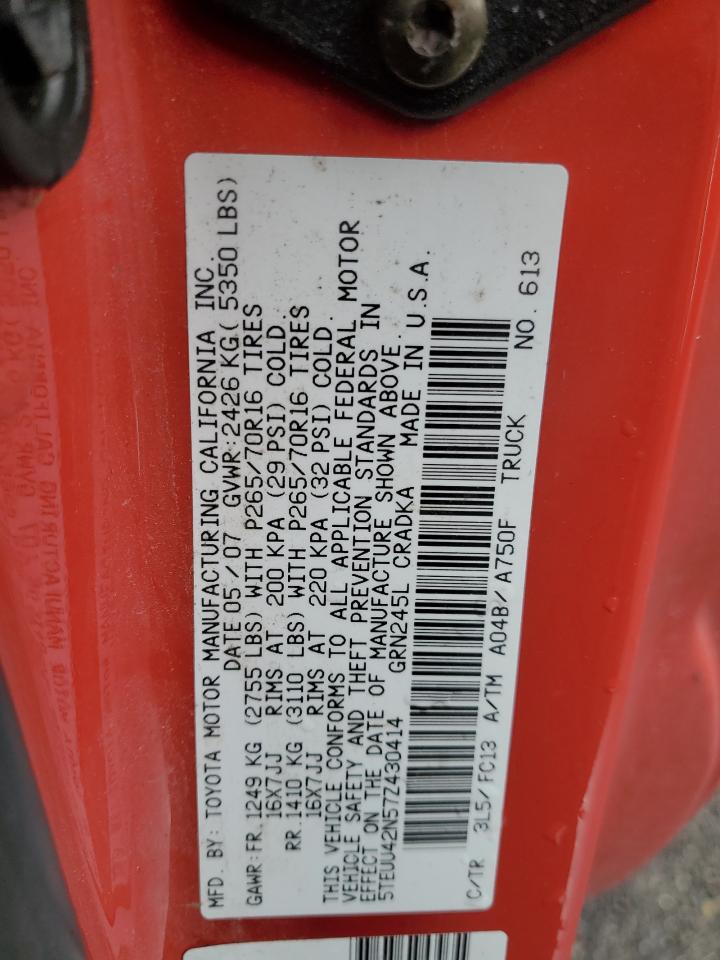 MFD. BY: TOYOTA MOTOR MANUFACTURING CALIFORNIA INC.
DATE 05/07 GVWR:2426 KG( 5350 LBS)
GAWR:FR.1249 KG (2755 LBS) WITH P265/70R16 TIRES
16X7JJ RIMS AT 200 KPA (29 PSI) COLD.
RR.1410 KG (3110 LBS) WITH P265/70R16 TIRES
16X7JJ RIMS AT 220 KPA (32 PSI) COLD.
THIS VEHICLE CONFORMS TO ALL APPLICABLE FEDERAL MOTOR
VEHICLE SAFETY AND THEFT PREVENTION STANDARDS IN
EFFECT ON THE DATE OF MANUFACTURE SHOWN ABOVE.
5TEUU42N57Z430414 GRN245L CRADKA MADE IN U.S.A.
C/TR 3L5/FC13 A/TM A04B/A750F TRUCK NO. 613